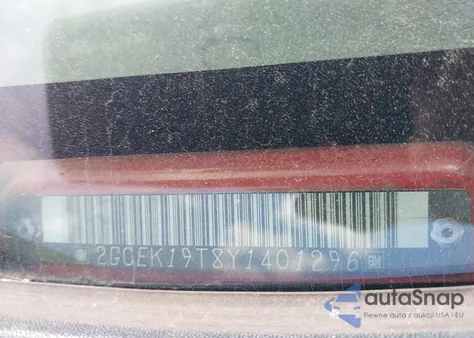 2GCEK19T8Y1401296 GM
autoSnap
Pewne auta z aukcji USA i EU